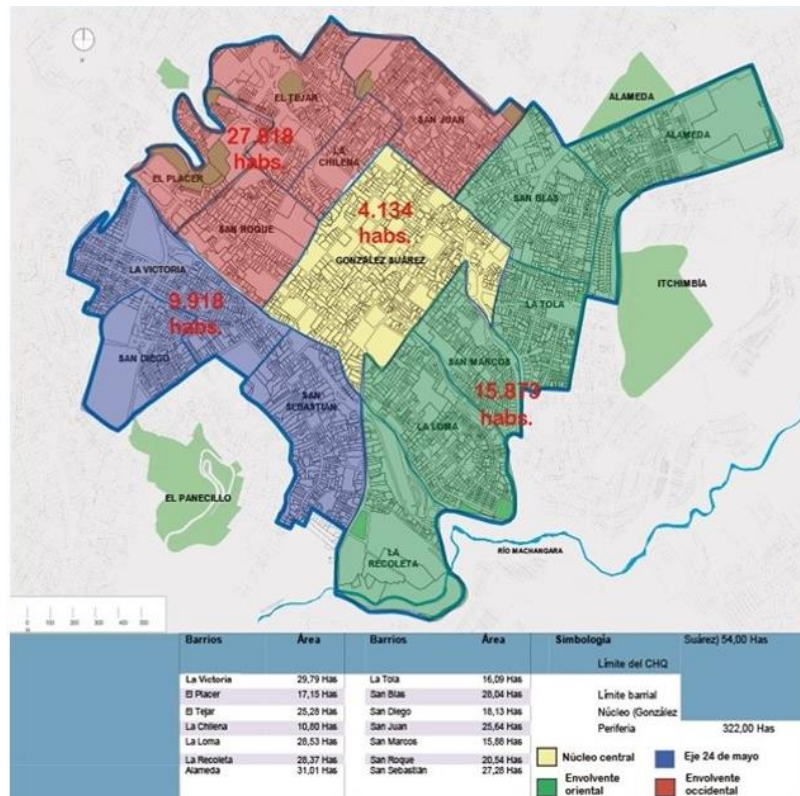 ALAMEDA
EL TEJAR
SAN JUAN
ALAMEDA
27.818
habs.
LA
CHILENA
EL PLACER
SAN BLAS
4.134
habs.
SAN ROQUE
GONZÁLEZ SUÁREZ
LA VICTORIA
ITCHIMBÍA
9.918
habs.
LA TOLA
SAN DIEGO
SAN MARCOS
SAN
SEBASTIÁN
15.873
habs.
LA LOMA
EL PANECILLO
LA
RECOLETA
RÍO MACHANGARA
Barrios Área Barrios Área Simbología Suárez) 54,00 Has
Límite del CHQ
La Victoria 29,79 Has La Tola 16,09 Has
El Placer 17,15 Has San Blas 28,04 Has Límite barrial
El Tejar 25,28 Has San Diego 18,13 Has Núcleo (González
La Chilena 10,80 Has San Juan 25,64 Has Periferia 322,00 Has
La Loma 28,53 Has San Marcos 15,88 Has
La Recoleta 28,37 Has San Roque 20,54 Has
Alameda 31,01 Has San Sebastián 27,28 Has
Núcleo central Eje 24 de mayo
Envolvente
oriental
Envolvente
occidental